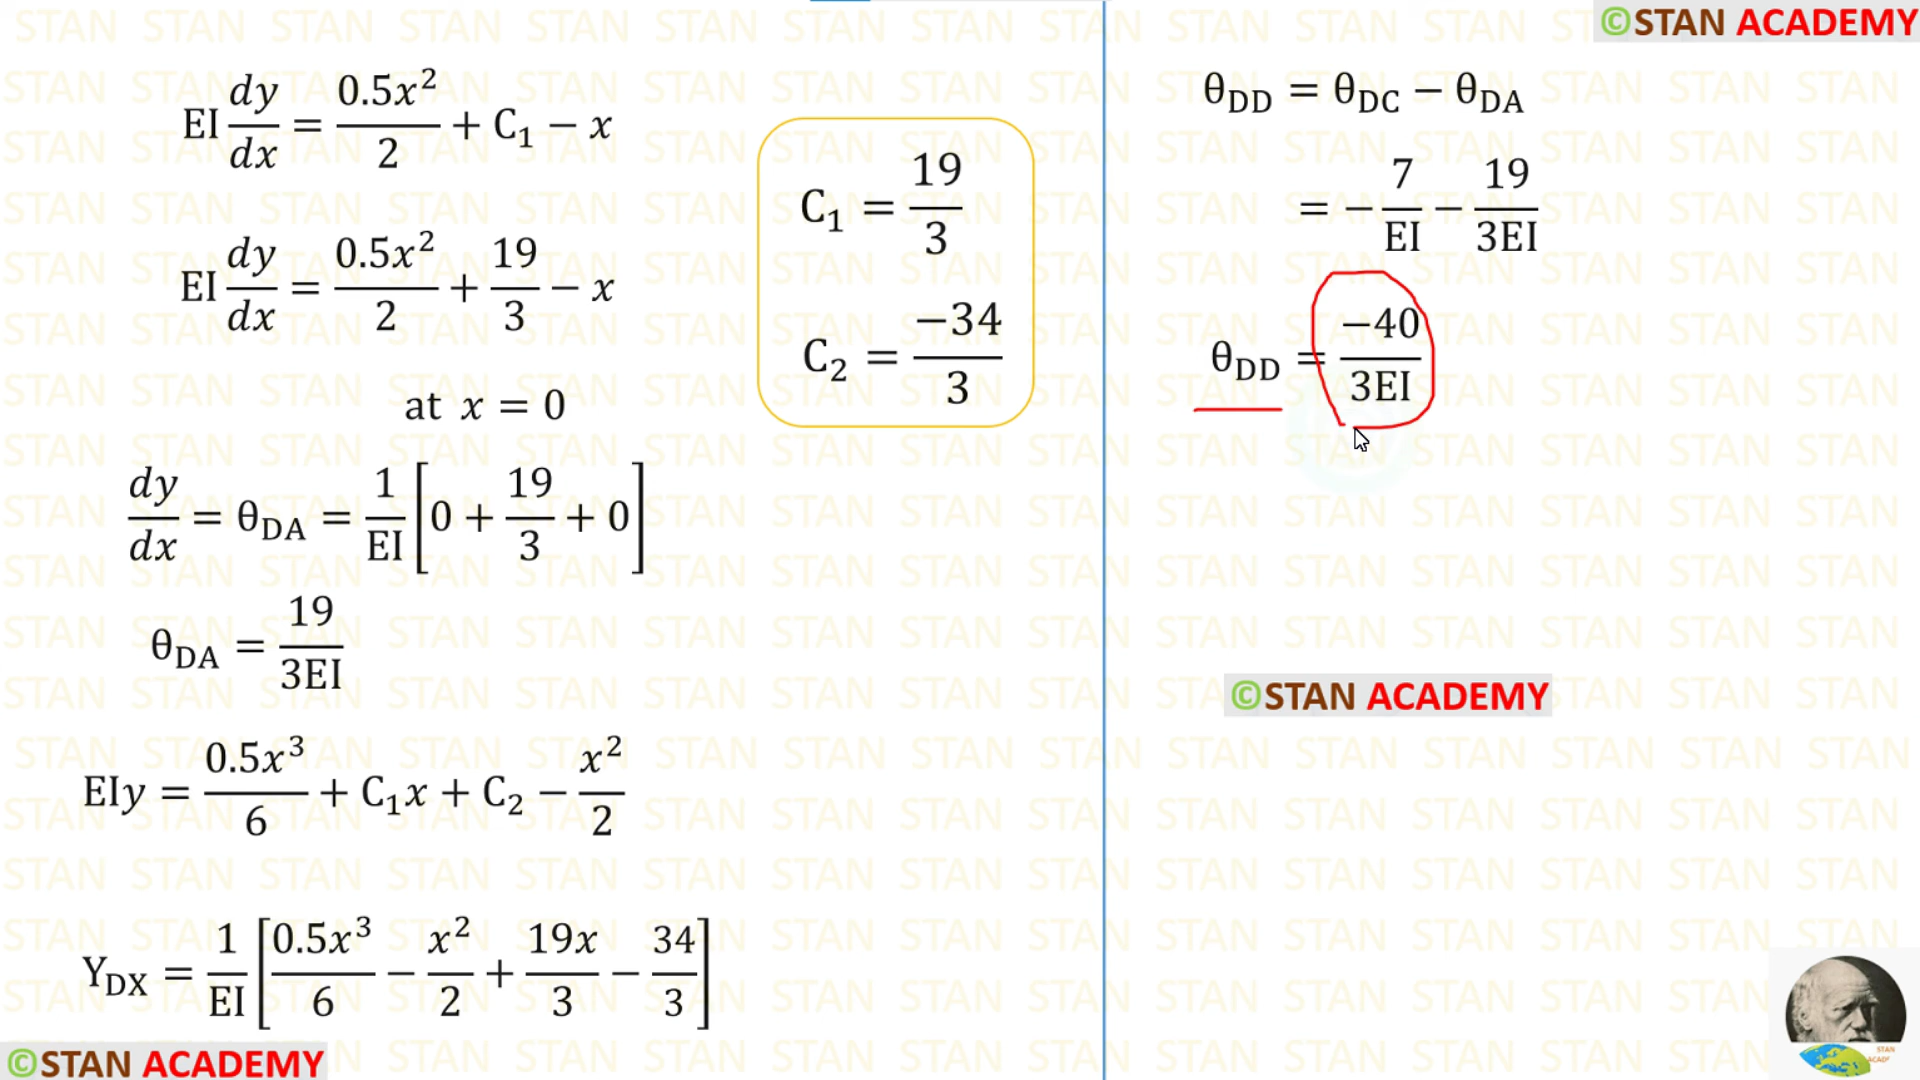 ©STAN ACADEMY
EI dy/dx = 0.5x²/2 + C₁ − x
EI dy/dx = 0.5x²/2 + 19/3 − x
at x = 0
dy/dx = θ_DA = 1/EI [0 + 19/3 + 0]
θ_DA = 19/3EI
EIy = 0.5x³/6 + C₁x + C₂ − x²/2
Y_DX = 1/EI [0.5x³/6 − x²/2 + 19x/3 − 34/3]
C₁ = 19/3
C₂ = −34/3
θ_DD = θ_DC − θ_DA
= −7/EI − 19/3EI
θ_DD = −40/3EI
©STAN ACADEMY
©STAN ACADEMY
STAN